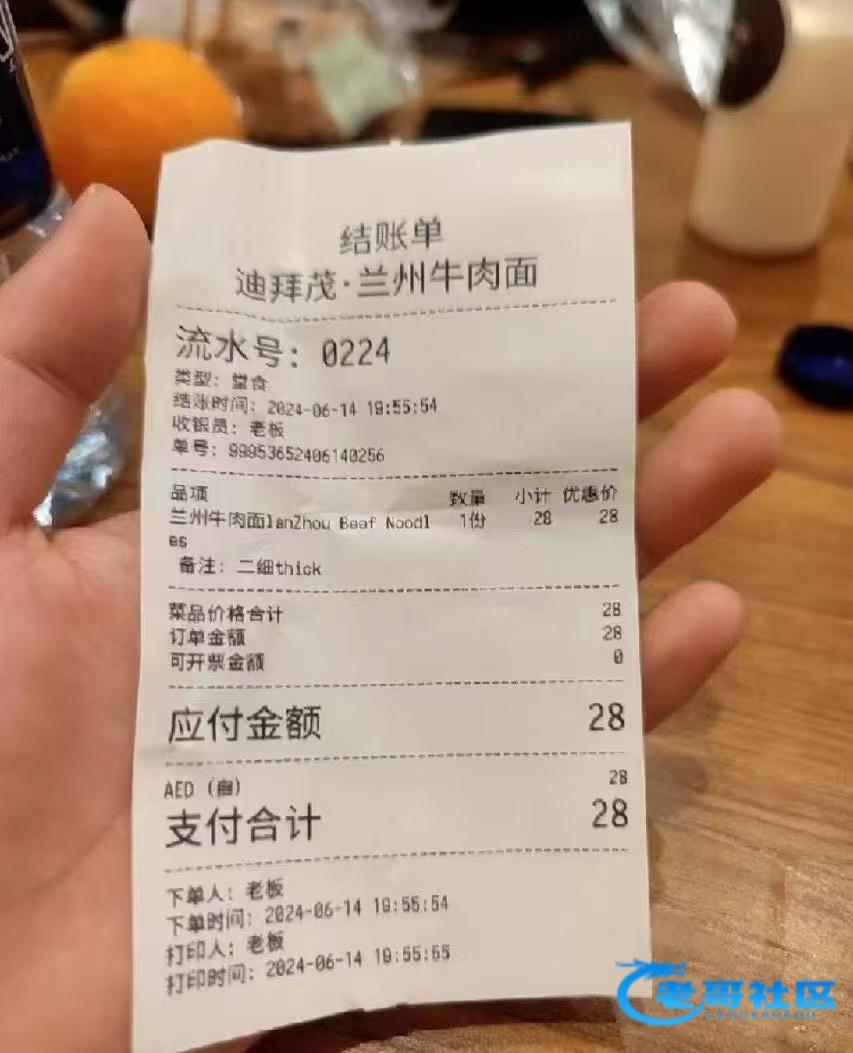 结账单
迪拜茂·兰州牛肉面
流水号：0224
类型：堂食
结账时间：2024-06-14 19:55:54
收银员：老板
单号：99953652406140256
品项 数量 小计 优惠价
兰州牛肉面lanZhou Beef Noodl 1份 28 28
es
备注：二细thick
菜品价格合计 28
订单金额 28
可开票金额 0
应付金额 28
AED（自） 28
支付合计 28
下单人：老板
下单时间：2024-06-14 19:55:54
打印人：老板
打印时间：2024-06-14 19:55:55
老哥社区